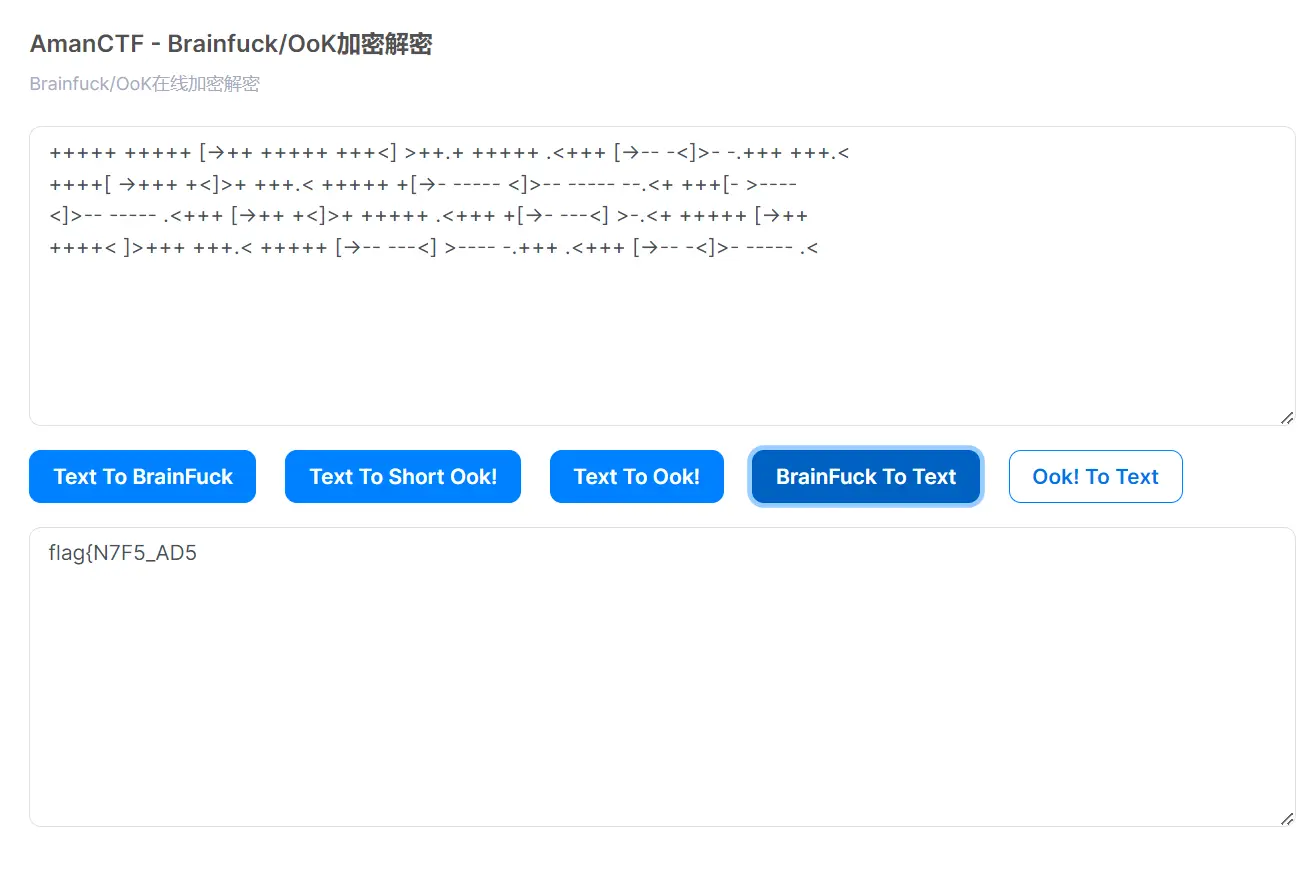 AmanCTF - Brainfuck/OoK加密解密
Brainfuck/OoK在线加密解密
+++++ +++++ [->++ +++++ +++<] >++.+ +++++ .<+++ [->-- -<]>- -.+++ +++.<
++++[ ->+++ +<]>+ +++.< +++++ +[->- ----- <]>-- ----- --.<+ +++[- >----
<]>-- ----- .<+++ [->++ +<]>+ +++++ .<+++ +[->- ---<] >-.<+ +++++ [->++
++++< ]>+++ +++.< +++++ [->-- ---<] >---- -.+++ .<+++ [->-- -<]>- ----- .<
Text To BrainFuck
Text To Short Ook!
Text To Ook!
BrainFuck To Text
Ook! To Text
flag{N7F5_AD5